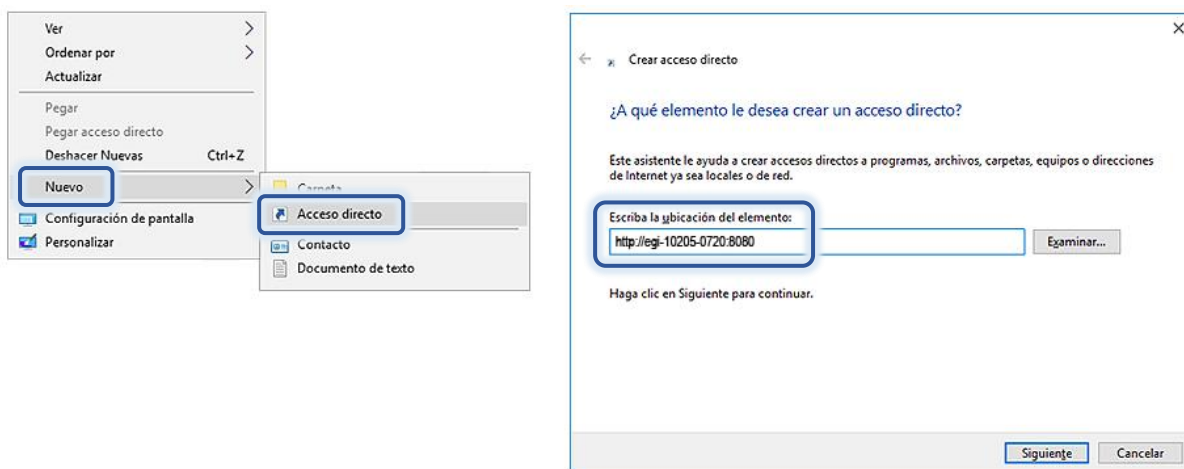 Ver
Ordenar por
Actualizar
Pegar
Pegar acceso directo
Deshacer Nuevas Ctrl+Z
Nuevo
Configuración de pantalla
Personalizar
Carpeta
Acceso directo
Contacto
Documento de texto
Crear acceso directo
¿A qué elemento le desea crear un acceso directo?
Este asistente le ayuda a crear accesos directos a programas, archivos, carpetas, equipos o direcciones
de Internet ya sea locales o de red.
Escriba la ubicación del elemento:
http://egi-10205-0720:8080
Examinar...
Haga clic en Siguiente para continuar.
Siguiente Cancelar